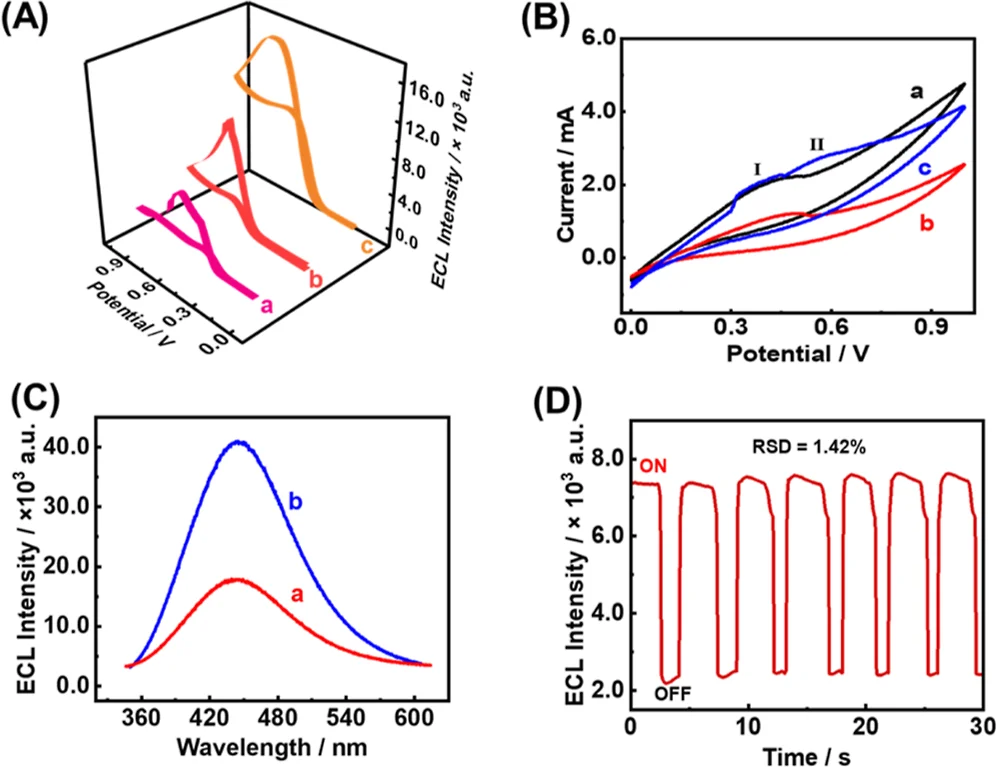 (A)
16.0
12.0
8.0
4.0
0.0
ECL Intensity / × 10³ a.u.
0.9
0.6
0.3
0.0
Potential / V
a
b
c
(B)
6.0
4.0
2.0
0.0
Current / mA
I
II
a
c
b
0.0 0.3 0.6 0.9
Potential / V
(C)
40.0
30.0
20.0
10.0
0.0
ECL Intensity / ×10³ a.u.
b
a
360 420 480 540 600
Wavelength / nm
(D)
8.0
6.0
4.0
2.0
ECL Intensity / × 10³ a.u.
RSD = 1.42%
ON
OFF
0 10 20 30
Time / s